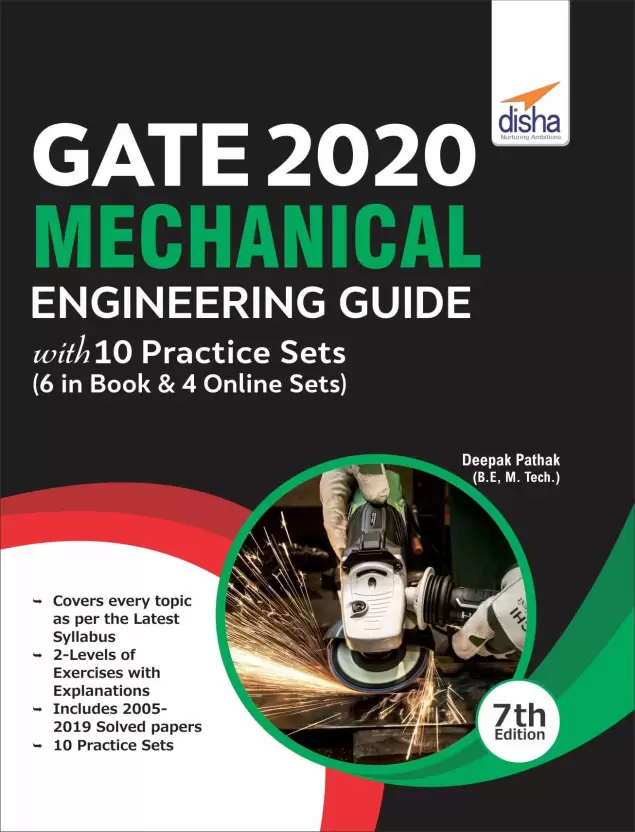 disha
Nurturing Ambitions
GATE 2020
MECHANICAL
ENGINEERING GUIDE
with 10 Practice Sets
(6 in Book & 4 Online Sets)
Deepak Pathak
(B.E, M. Tech.)
➥ Covers every topic
as per the Latest
Syllabus
➥ 2-Levels of
Exercises with
Explanations
➥ Includes 2005-
2019 Solved papers
➥ 10 Practice Sets
7th
Edition